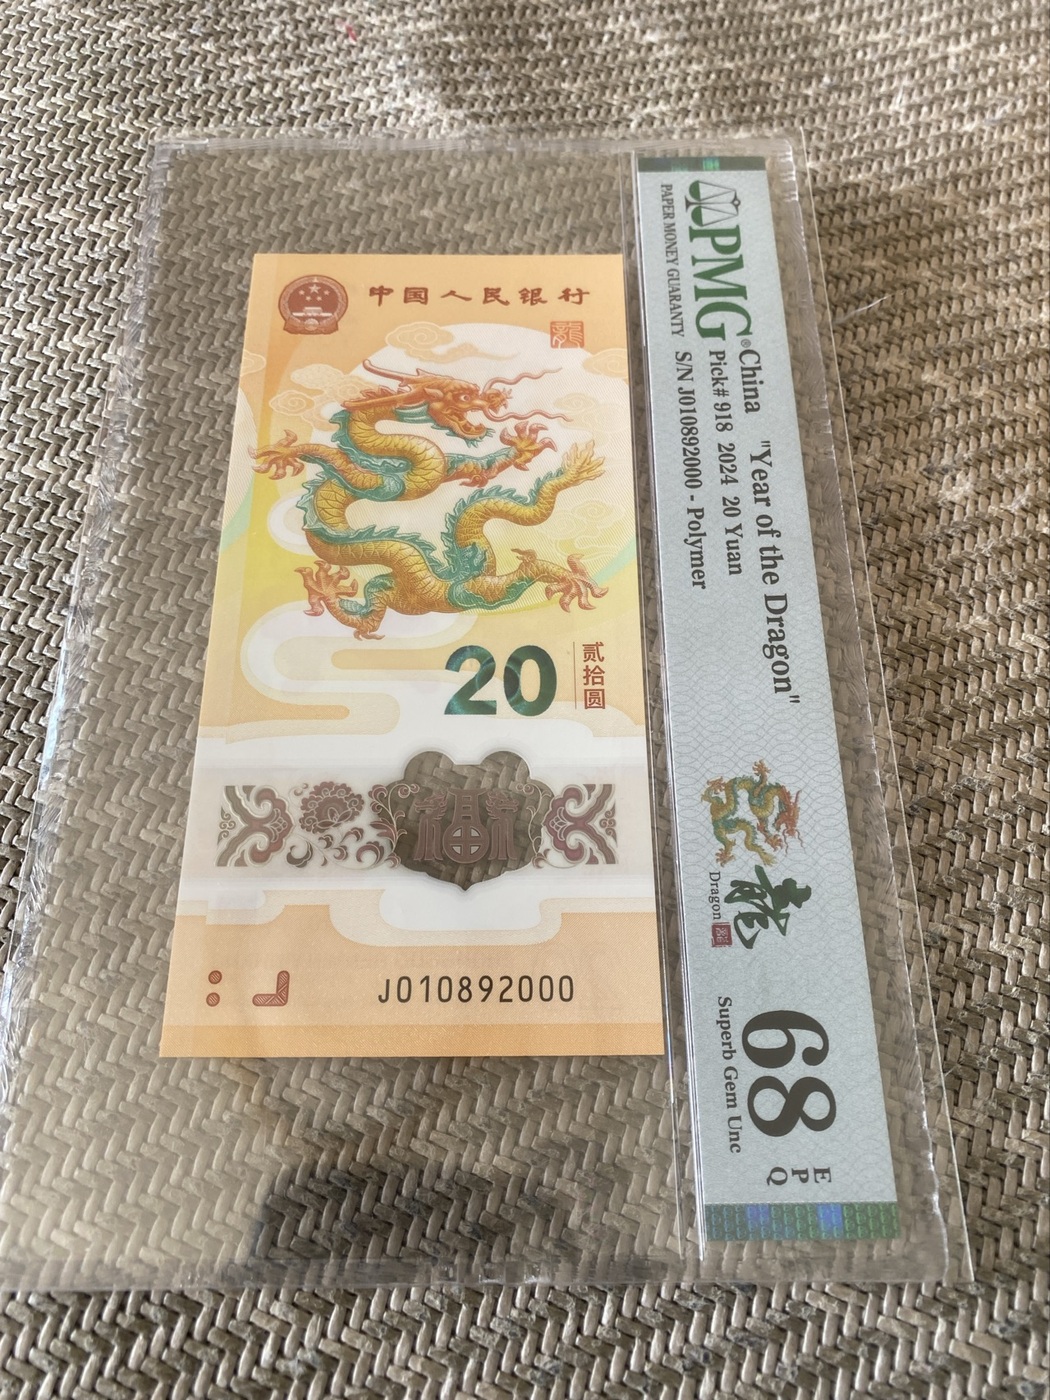 中国人民银行
龍
20
贰拾圆
福
J010892000
PMG®
PAPER MONEY GUARANTY
China "Year of the Dragon"
Pick# 918 2024 20 Yuan
S/N J010892000 - Polymer
龍
Dragon
68
EPQ
Superb Gem Unc